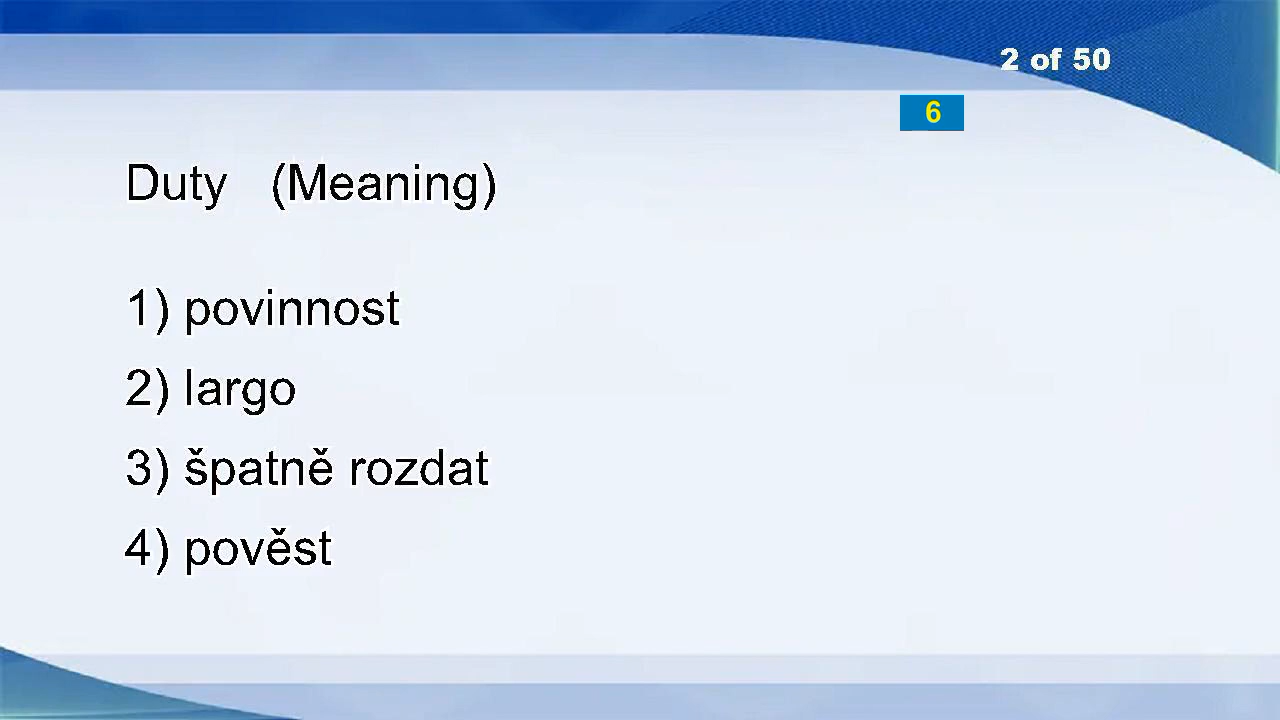 2 of 50
6
Duty (Meaning)
1) povinnost
2) largo
3) špatně rozdat
4) pověst